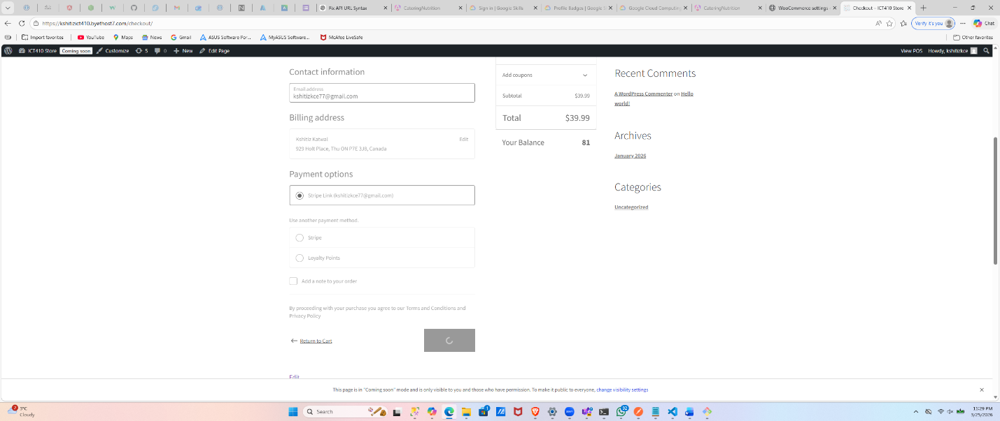 Fix API URL Syntax
CateringNutrition
Sign in | Google Skills
Profile Badges | Google S
Google Cloud Computing
CateringNutrition
WooCommerce settings
Checkout – ICT410 Store
https://kshitizict410.byethost7.com/checkout/
Verify it's you
Chat
Import favorites
YouTube
Maps
News
Gmail
ASUS Software Por...
MyASUS Software...
McAfee LiveSafe
Other favorites
ICT410 Store
Coming soon
Customize
5
0
New
Edit Page
View POS
Howdy, kshitizkce
Contact information
Email address
kshitizkce77@gmail.com
Billing address
Kshitiz Katwal
Edit
929 Holt Place, Thu ON P7E 3J8, Canada
Payment options
Stripe Link (kshitizkce77@gmail.com)
Use another payment method.
Stripe
Loyalty Points
Add a note to your order
By proceeding with your purchase you agree to our Terms and Conditions and
Privacy Policy
Return to Cart
Edit
Add coupons
Subtotal
$39.99
Total
$39.99
Your Balance
81
Recent Comments
A WordPress Commenter on Hello
world!
Archives
January 2026
Categories
Uncategorized
This page is in "Coming soon" mode and is only visible to you and those who have permission. To make it public to everyone, change visibility settings
2
3°C
Cloudy
Search
1
zoom
92
11:29 PM
3/25/2026